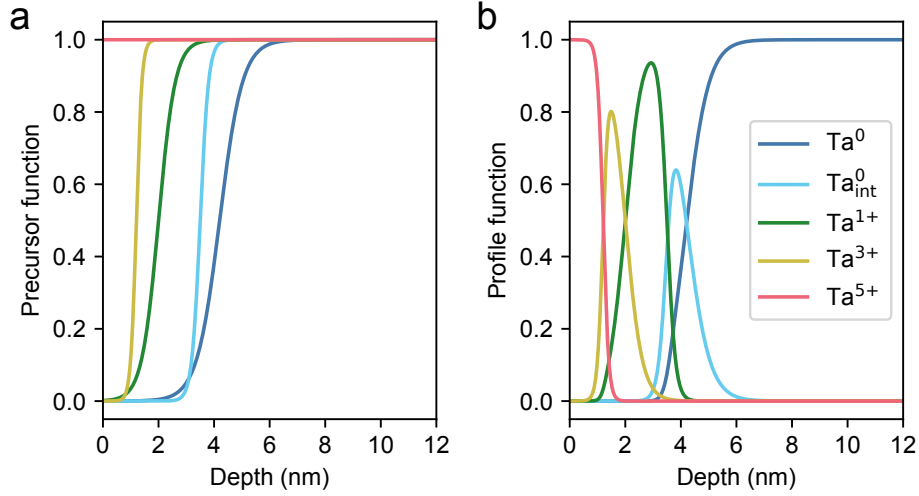 a
1.0
0.8
0.6
0.4
0.2
0.0
Precursor function
0 2 4 6 8 10 12
Depth (nm)
b
1.0
0.8
0.6
0.4
0.2
0.0
Profile function
0 2 4 6 8 10 12
Depth (nm)
Ta⁰
Ta⁰ᵢₙₜ
Ta¹⁺
Ta³⁺
Ta⁵⁺